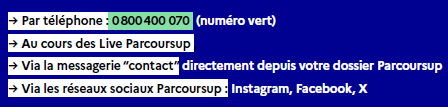 → Par téléphone : 0 800 400 070 (numéro vert)
→ Au cours des Live Parcoursup
→ Via la messagerie “contact” directement depuis votre dossier Parcoursup
→ Via les réseaux sociaux Parcoursup : Instagram, Facebook, X